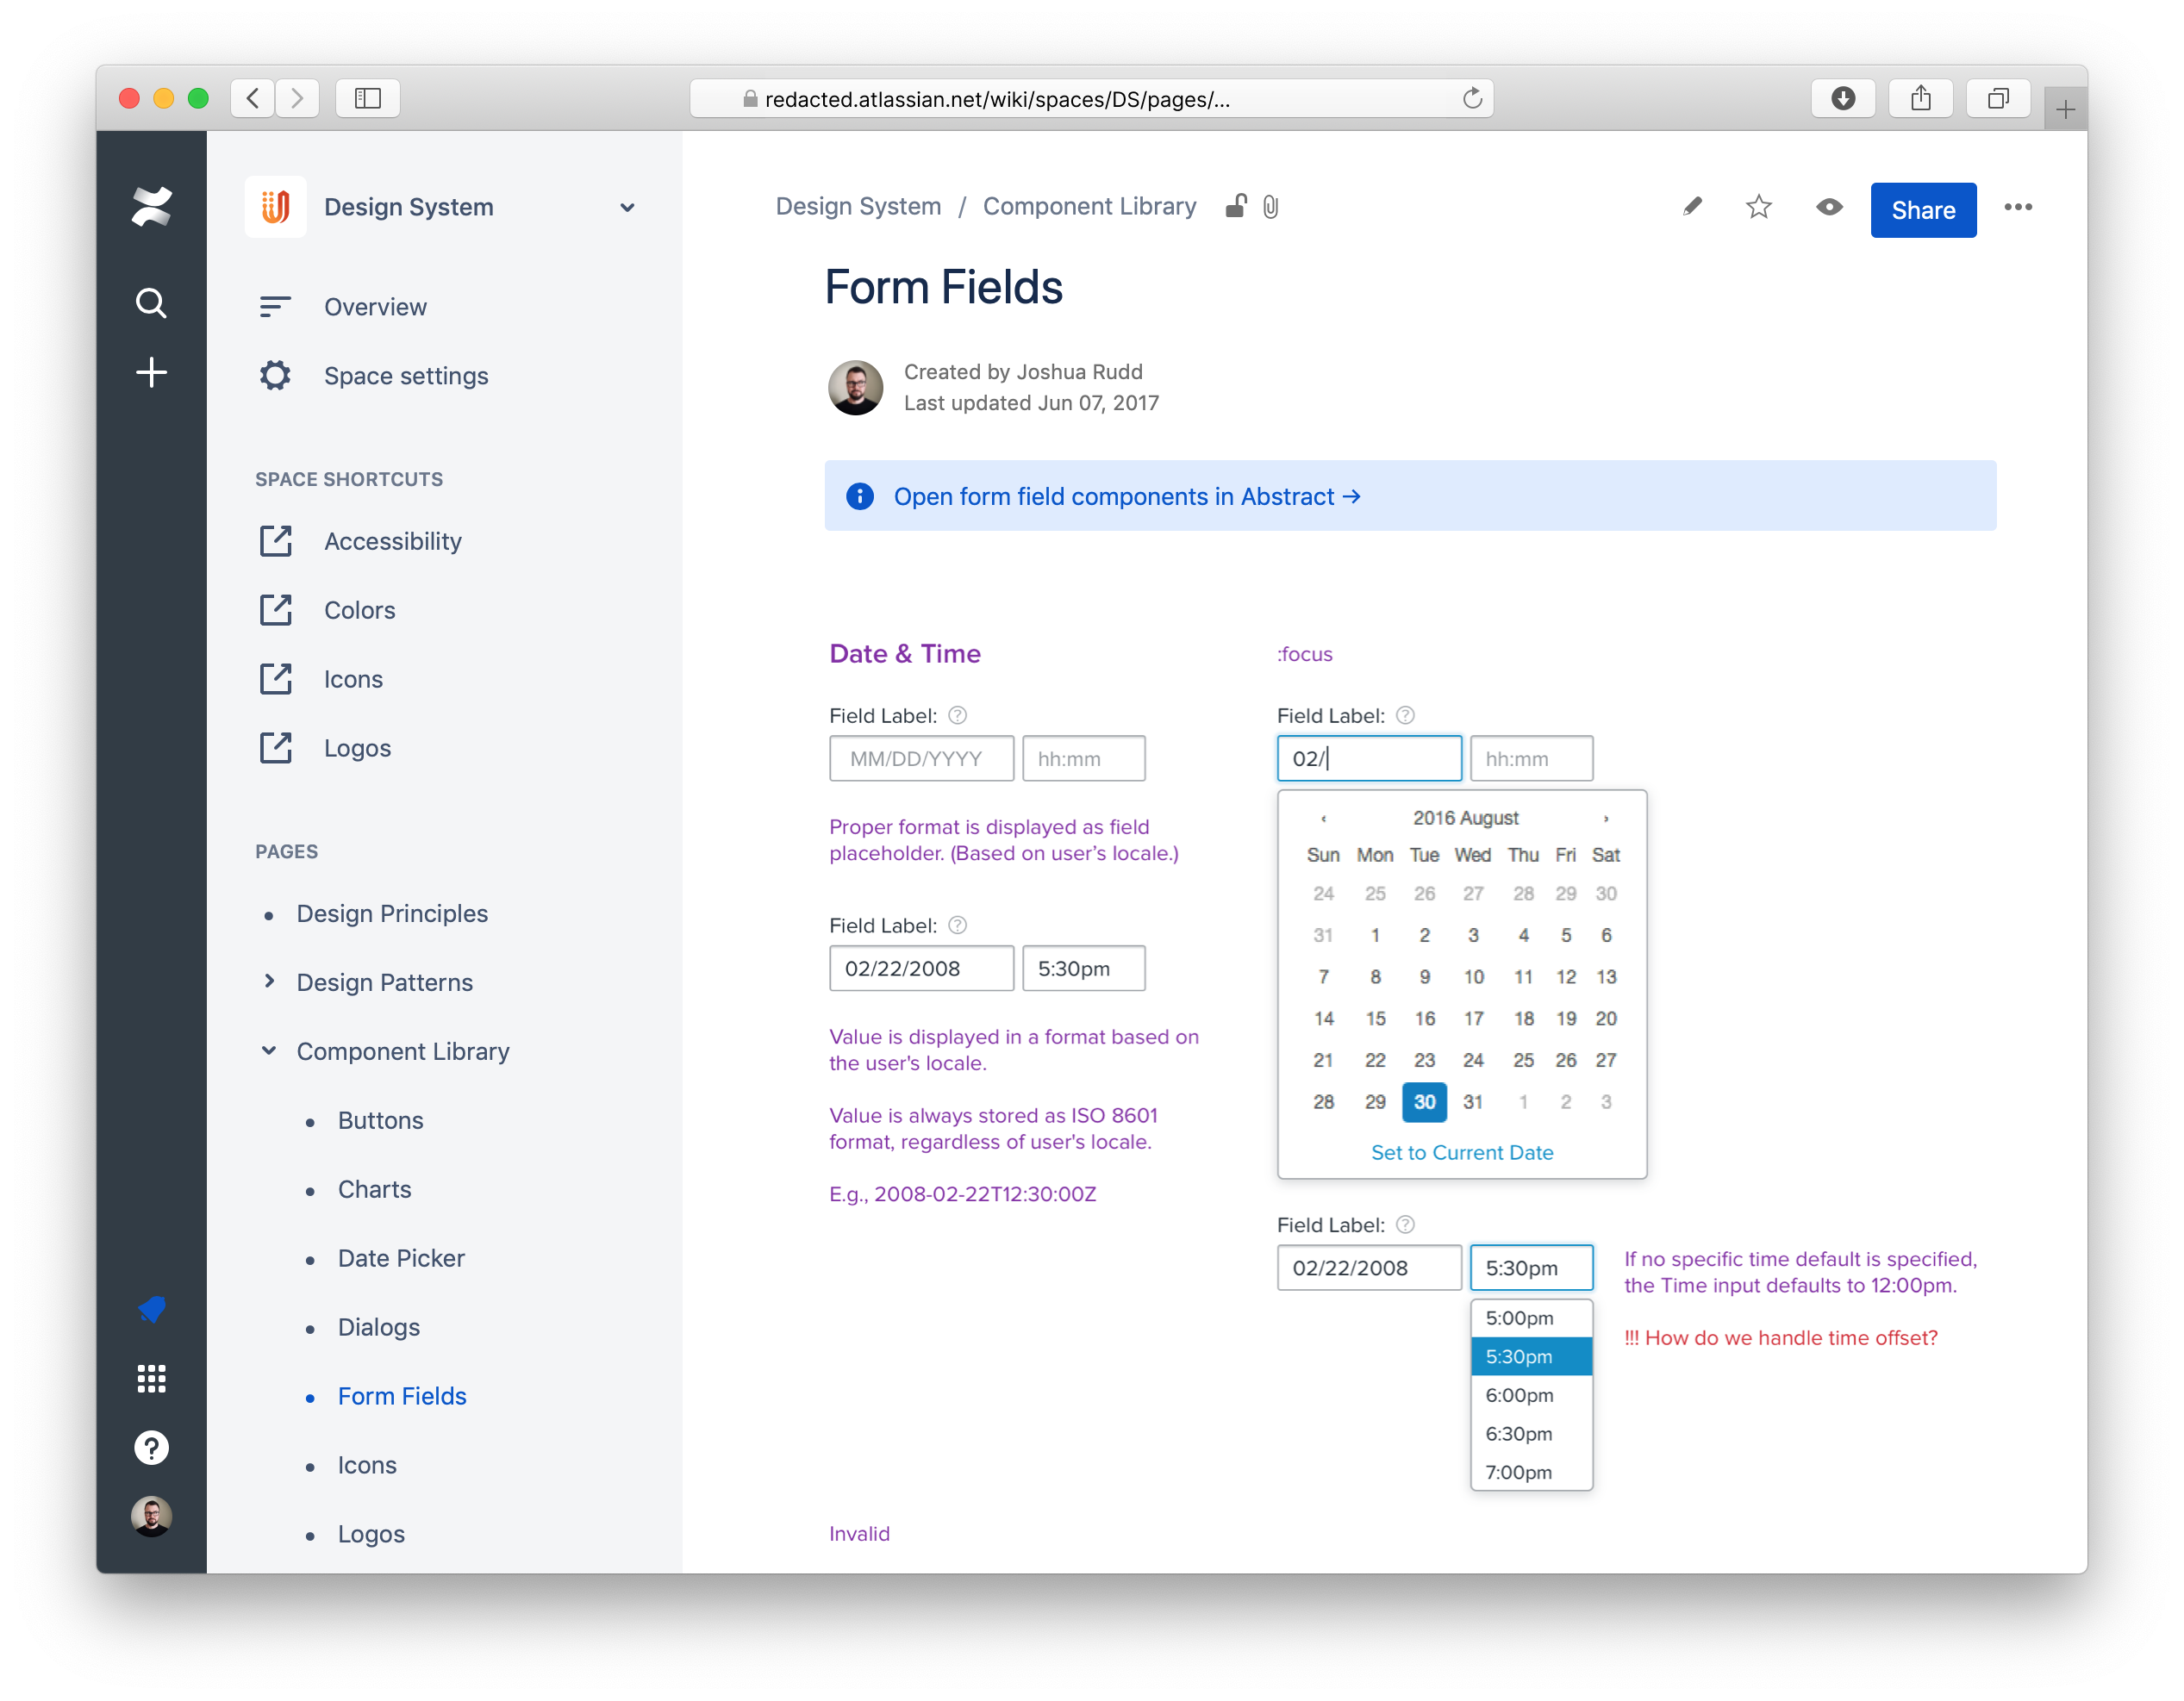 redacted.atlassian.net/wiki/spaces/DS/pages/...
Design System
Overview
Space settings
SPACE SHORTCUTS
Accessibility
Colors
Icons
Logos
PAGES
Design Principles
Design Patterns
Component Library
Buttons
Charts
Date Picker
Dialogs
Form Fields
Icons
Logos
Design System / Component Library
Share
Form Fields
Created by Joshua Rudd
Last updated Jun 07, 2017
Open form field components in Abstract →
Date & Time
Field Label: ?
MM/DD/YYYY hh:mm
Proper format is displayed as field
placeholder. (Based on user’s locale.)
Field Label: ?
02/22/2008 5:30pm
Value is displayed in a format based on
the user's locale.
Value is always stored as ISO 8601
format, regardless of user's locale.
E.g., 2008-02-22T12:30:00Z
:focus
Field Label: ?
02/ hh:mm
‹ 2016 August ›
Sun Mon Tue Wed Thu Fri Sat
24 25 26 27 28 29 30
31 1 2 3 4 5 6
7 8 9 10 11 12 13
14 15 16 17 18 19 20
21 22 23 24 25 26 27
28 29 30 31 1 2 3
Set to Current Date
Field Label: ?
02/22/2008 5:30pm
5:00pm
5:30pm
6:00pm
6:30pm
7:00pm
If no specific time default is specified,
the Time input defaults to 12:00pm.
!!! How do we handle time offset?
Invalid